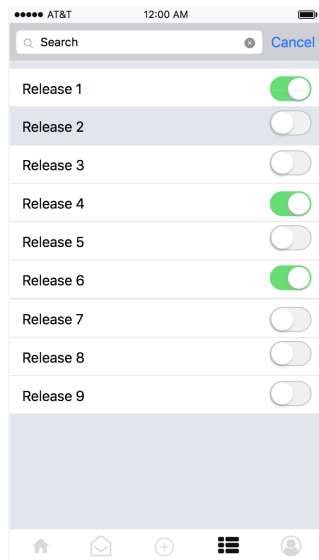 AT&T 12:00 AM
Search Cancel
Release 1
Release 2
Release 3
Release 4
Release 5
Release 6
Release 7
Release 8
Release 9